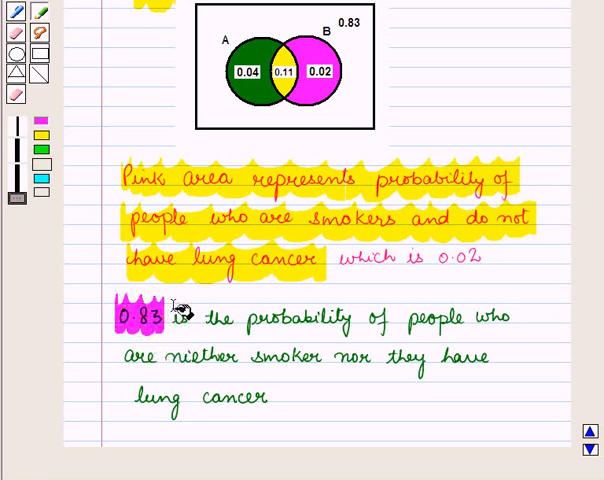 0.83
A
B
0.04 0.11 0.02
Pink area represents probability of
people who are smokers and do not
have lung cancer which is 0.02
0.83 is the probability of people who
are niether smoker nor they have
lung cancer